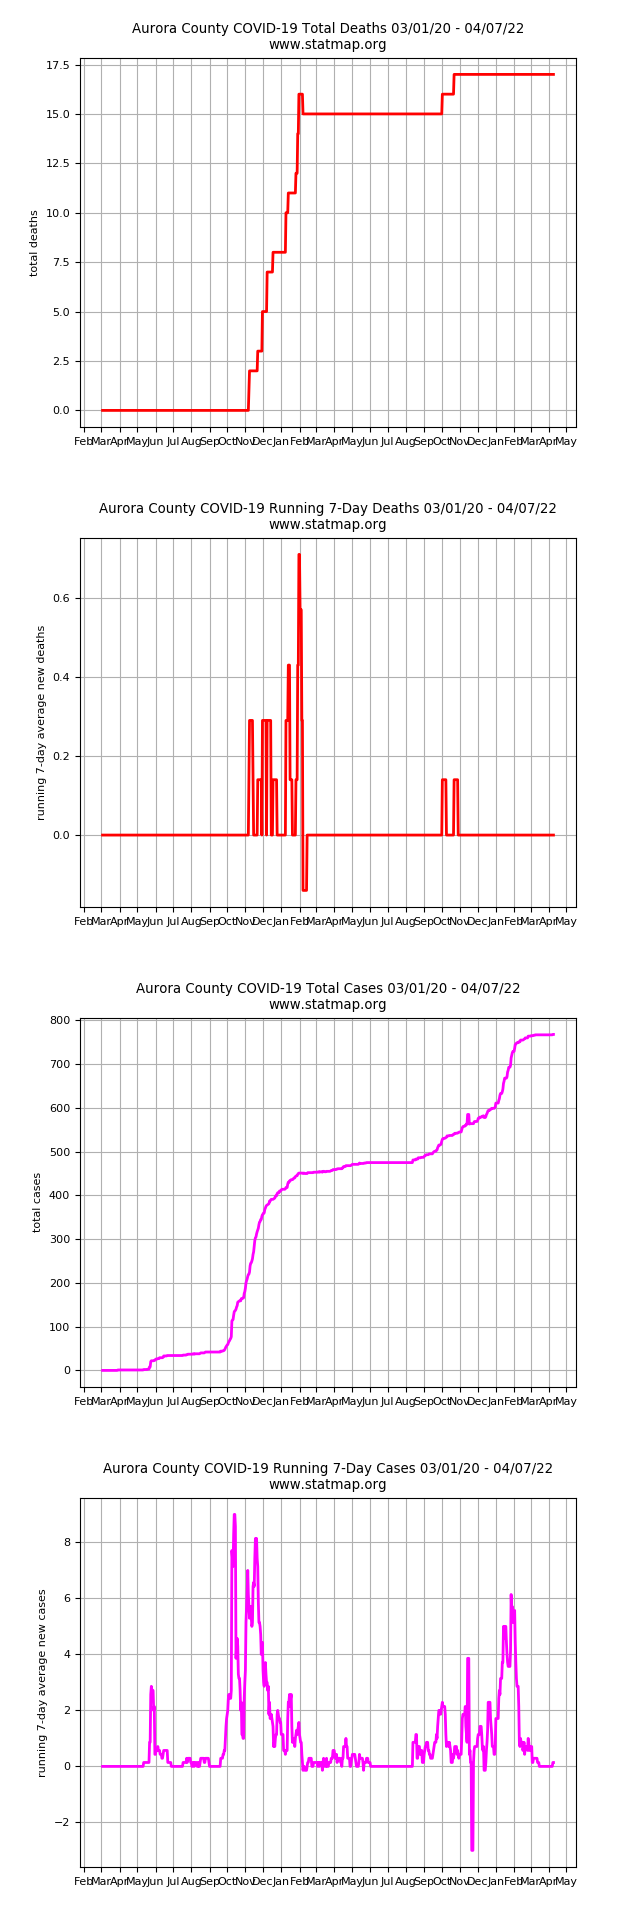 Aurora County COVID-19 Total Deaths 03/01/20 - 04/07/22
www.statmap.org
17.5
15.0
12.5
10.0
7.5
5.0
2.5
0.0
total deaths
Feb Mar Apr May Jun Jul Aug Sep Oct Nov Dec Jan Feb Mar Apr May Jun Jul Aug Sep Oct Nov Dec Jan Feb Mar Apr May
Aurora County COVID-19 Running 7-Day Deaths 03/01/20 - 04/07/22
www.statmap.org
0.6
0.4
0.2
0.0
running 7-day average new deaths
Feb Mar Apr May Jun Jul Aug Sep Oct Nov Dec Jan Feb Mar Apr May Jun Jul Aug Sep Oct Nov Dec Jan Feb Mar Apr May
Aurora County COVID-19 Total Cases 03/01/20 - 04/07/22
www.statmap.org
800
700
600
500
400
300
200
100
0
total cases
Feb Mar Apr May Jun Jul Aug Sep Oct Nov Dec Jan Feb Mar Apr May Jun Jul Aug Sep Oct Nov Dec Jan Feb Mar Apr May
Aurora County COVID-19 Running 7-Day Cases 03/01/20 - 04/07/22
www.statmap.org
8
6
4
2
0
−2
running 7-day average new cases
Feb Mar Apr May Jun Jul Aug Sep Oct Nov Dec Jan Feb Mar Apr May Jun Jul Aug Sep Oct Nov Dec Jan Feb Mar Apr May